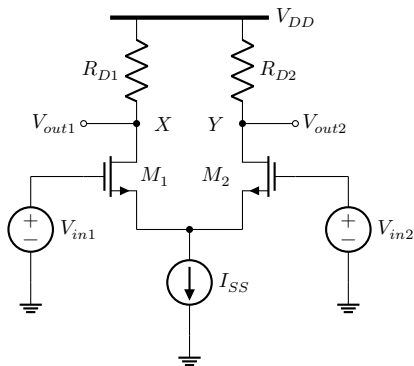 V_DD
R_D1 R_D2
V_out1 X Y V_out2
M_1 M_2
V_in1 V_in2
I_SS